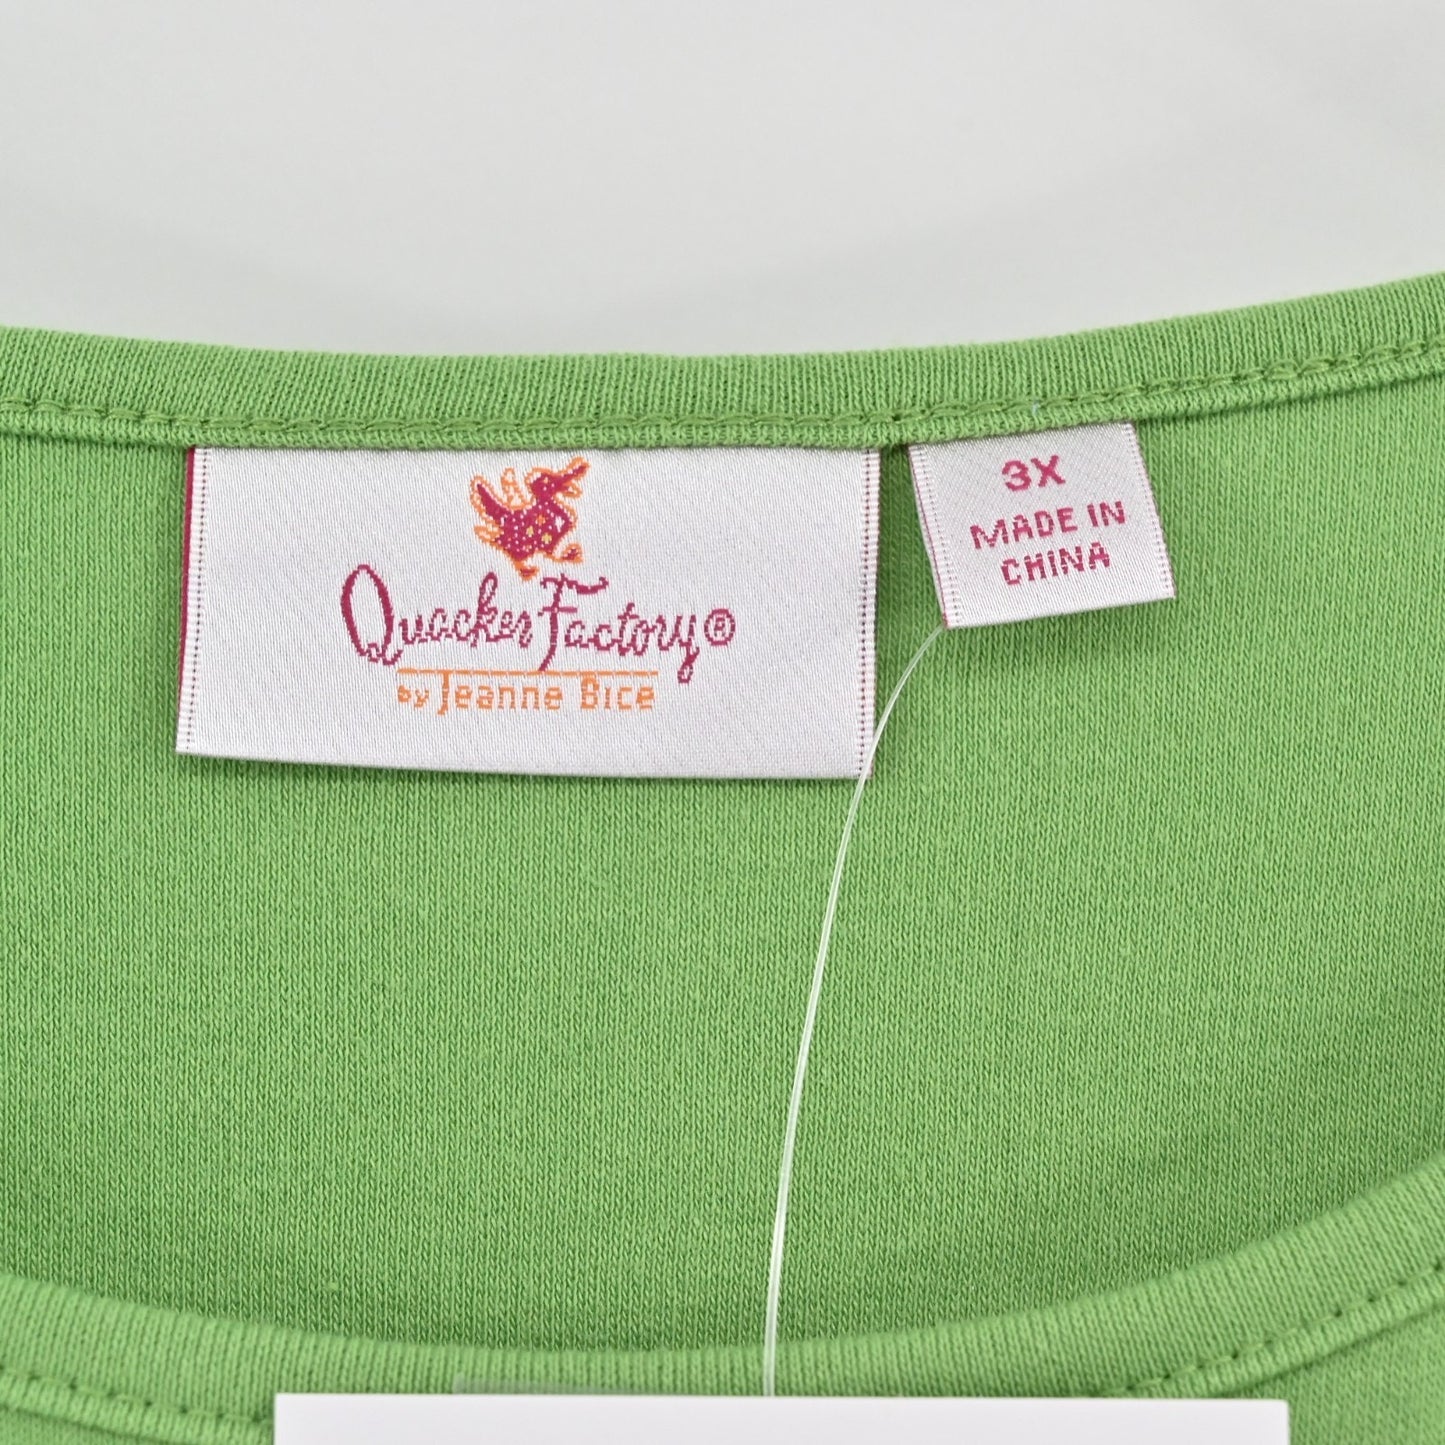 Quacker Factory®
by Jeanne Bice
3X
MADE IN
CHINA